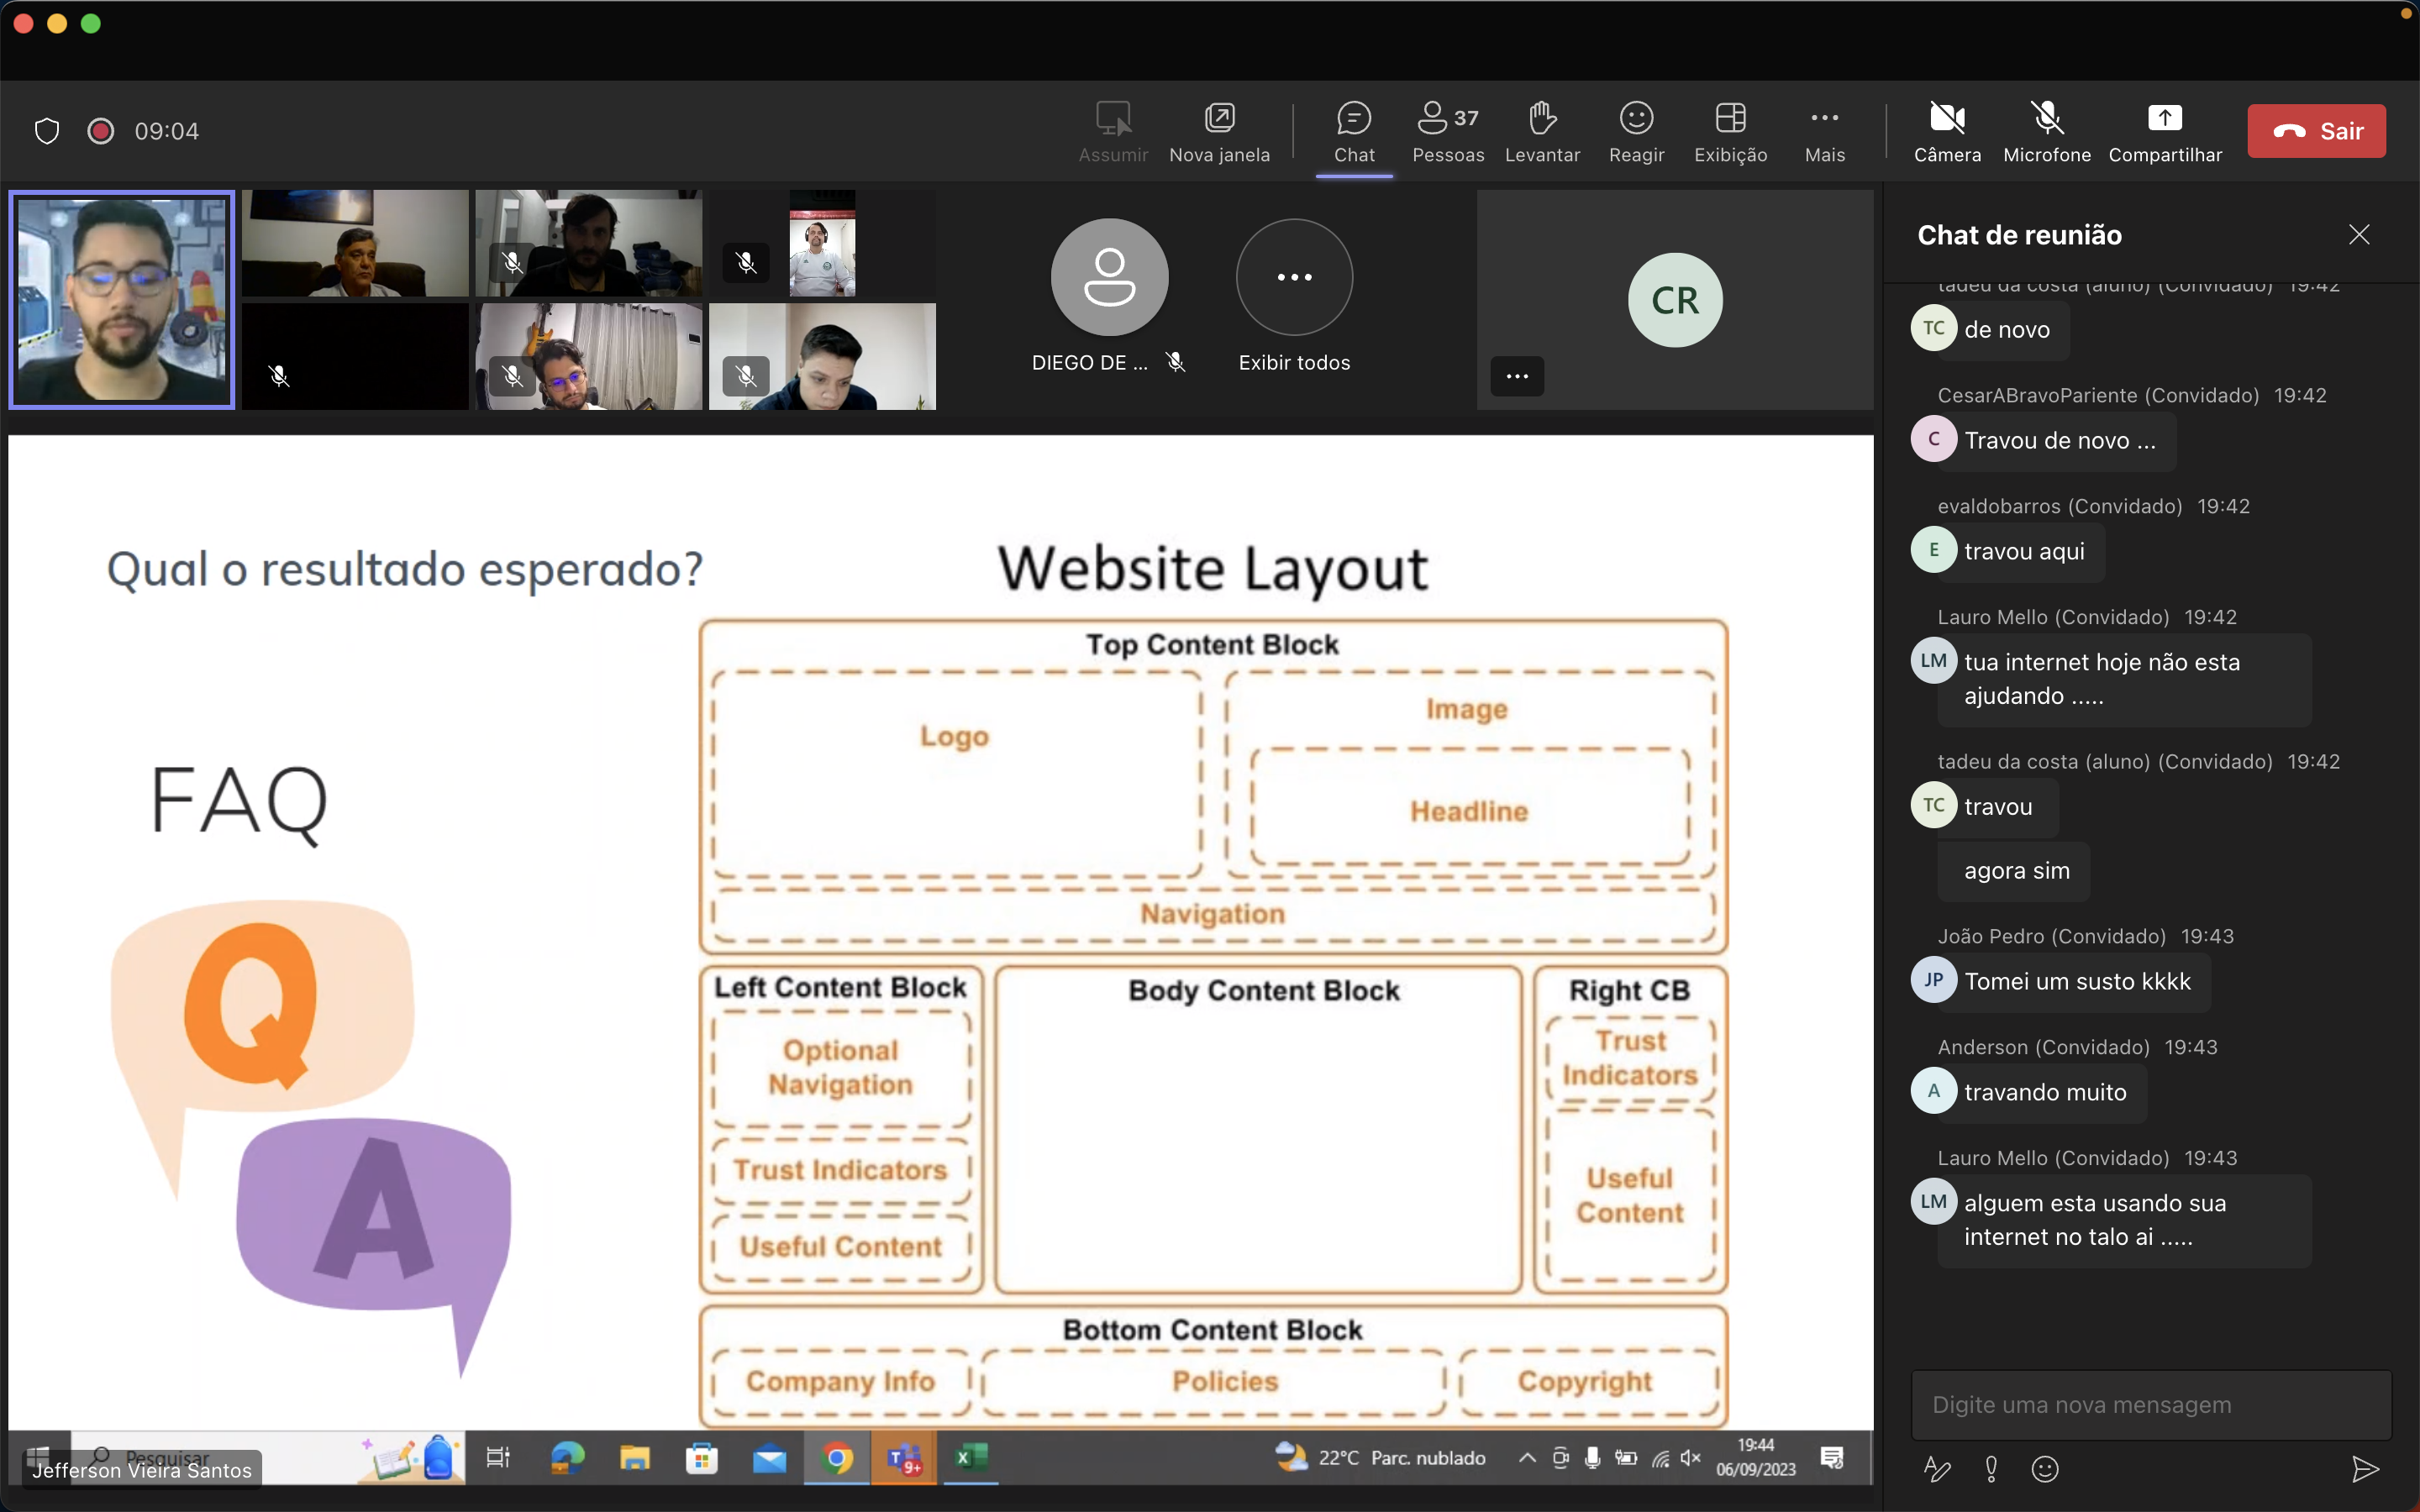 09:04
Assumir
Nova janela
Chat
37
Pessoas
Levantar
Reagir
Exibição
Mais
Câmera
Microfone
Compartilhar
Sair
DIEGO DE ...
Exibir todos
CR
Qual o resultado esperado?
FAQ
Q
A
Website Layout
Top Content Block
Logo
Image
Headline
Navigation
Left Content Block
Optional
Navigation
Trust Indicators
Useful Content
Body Content Block
Right CB
Trust
Indicators
Useful
Content
Bottom Content Block
Company Info
Policies
Copyright
Pesquisar
Jefferson Vieira Santos
9+
22°C Parc. nublado
19:44
06/09/2023
Chat de reunião
tadeu da costa (aluno) (Convidado) 19:42
TC
de novo
CesarABravoPariente (Convidado) 19:42
C
Travou de novo ...
evaldobarros (Convidado) 19:42
E
travou aqui
Lauro Mello (Convidado) 19:42
LM
tua internet hoje não esta
ajudando .....
tadeu da costa (aluno) (Convidado) 19:42
TC
travou
agora sim
João Pedro (Convidado) 19:43
JP
Tomei um susto kkkk
Anderson (Convidado) 19:43
A
travando muito
Lauro Mello (Convidado) 19:43
LM
alguem esta usando sua
internet no talo ai .....
Digite uma nova mensagem